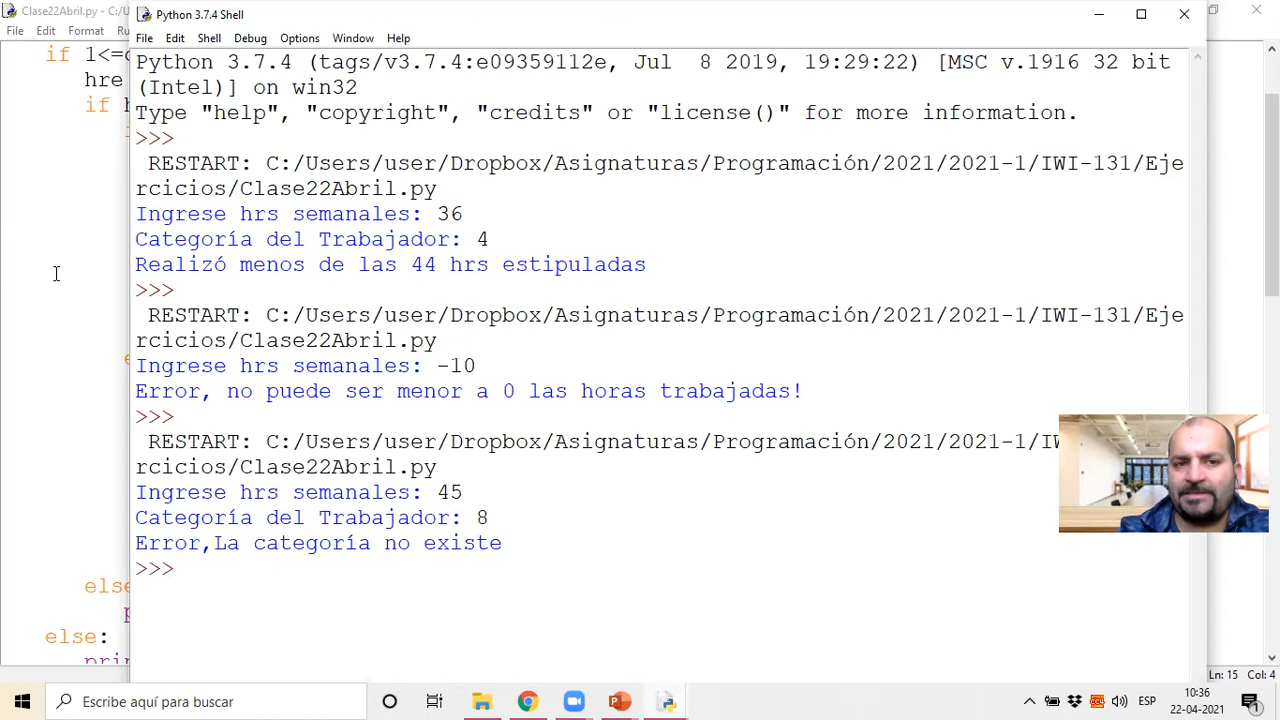 Clase22Abril.py - C:/U
File Edit Format Ru
if 1<=
hre
if
else
else:
prin
Python 3.7.4 Shell
File Edit Shell Debug Options Window Help
Python 3.7.4 (tags/v3.7.4:e09359112e, Jul  8 2019, 19:29:22) [MSC v.1916 32 bit
(Intel)] on win32
Type "help", "copyright", "credits" or "license()" for more information.
>>>
RESTART: C:/Users/user/Dropbox/Asignaturas/Programación/2021/2021-1/IWI-131/Eje
rcicios/Clase22Abril.py
Ingrese hrs semanales: 36
Categoría del Trabajador: 4
Realizó menos de las 44 hrs estipuladas
>>>
RESTART: C:/Users/user/Dropbox/Asignaturas/Programación/2021/2021-1/IWI-131/Eje
rcicios/Clase22Abril.py
Ingrese hrs semanales: -10
Error, no puede ser menor a 0 las horas trabajadas!
>>>
RESTART: C:/Users/user/Dropbox/Asignaturas/Programación/2021/2021-1/IW
rcicios/Clase22Abril.py
Ingrese hrs semanales: 45
Categoría del Trabajador: 8
Error,La categoría no existe
>>>
Ln: 15 Col: 4
Escribe aquí para buscar
ESP
10:36
22-04-2021